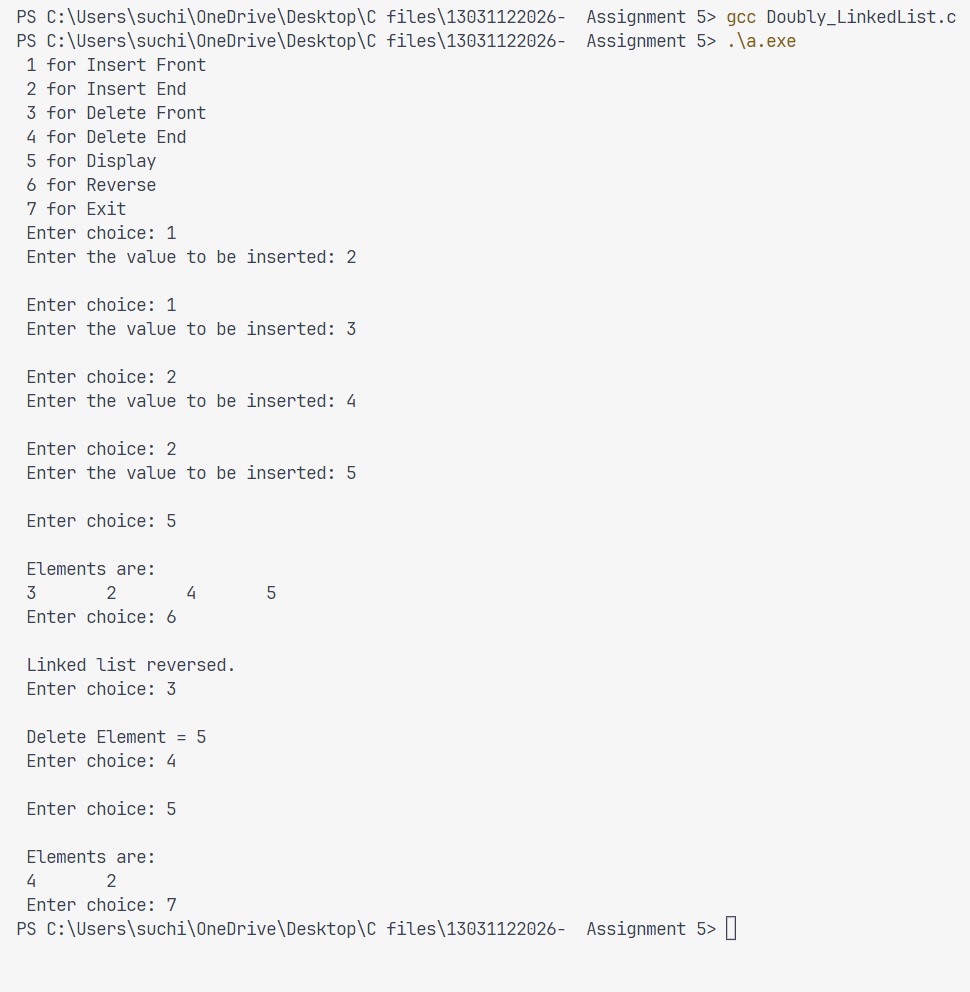 PS C:\Users\suchi\OneDrive\Desktop\C files\13031122026-  Assignment 5> gcc Doubly_LinkedList.c
PS C:\Users\suchi\OneDrive\Desktop\C files\13031122026-  Assignment 5> .\a.exe
 1 for Insert Front
 2 for Insert End
 3 for Delete Front
 4 for Delete End
 5 for Display
 6 for Reverse
 7 for Exit
 Enter choice: 1
 Enter the value to be inserted: 2

 Enter choice: 1
 Enter the value to be inserted: 3

 Enter choice: 2
 Enter the value to be inserted: 4

 Enter choice: 2
 Enter the value to be inserted: 5

 Enter choice: 5

 Elements are:
 3       2       4       5
 Enter choice: 6

 Linked list reversed.
 Enter choice: 3

 Delete Element = 5
 Enter choice: 4

 Enter choice: 5

 Elements are:
 4       2
 Enter choice: 7
PS C:\Users\suchi\OneDrive\Desktop\C files\13031122026-  Assignment 5>